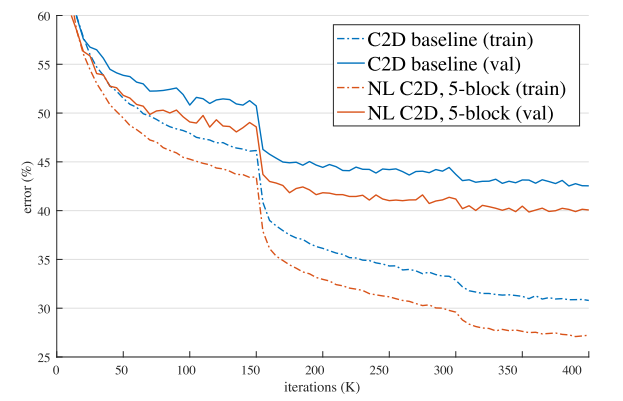 60
55
50
45
40
35
30
25
error (%)
0
50
100
150
200
250
300
350
400
iterations (K)
C2D baseline (train)
C2D baseline (val)
NL C2D, 5-block (train)
NL C2D, 5-block (val)